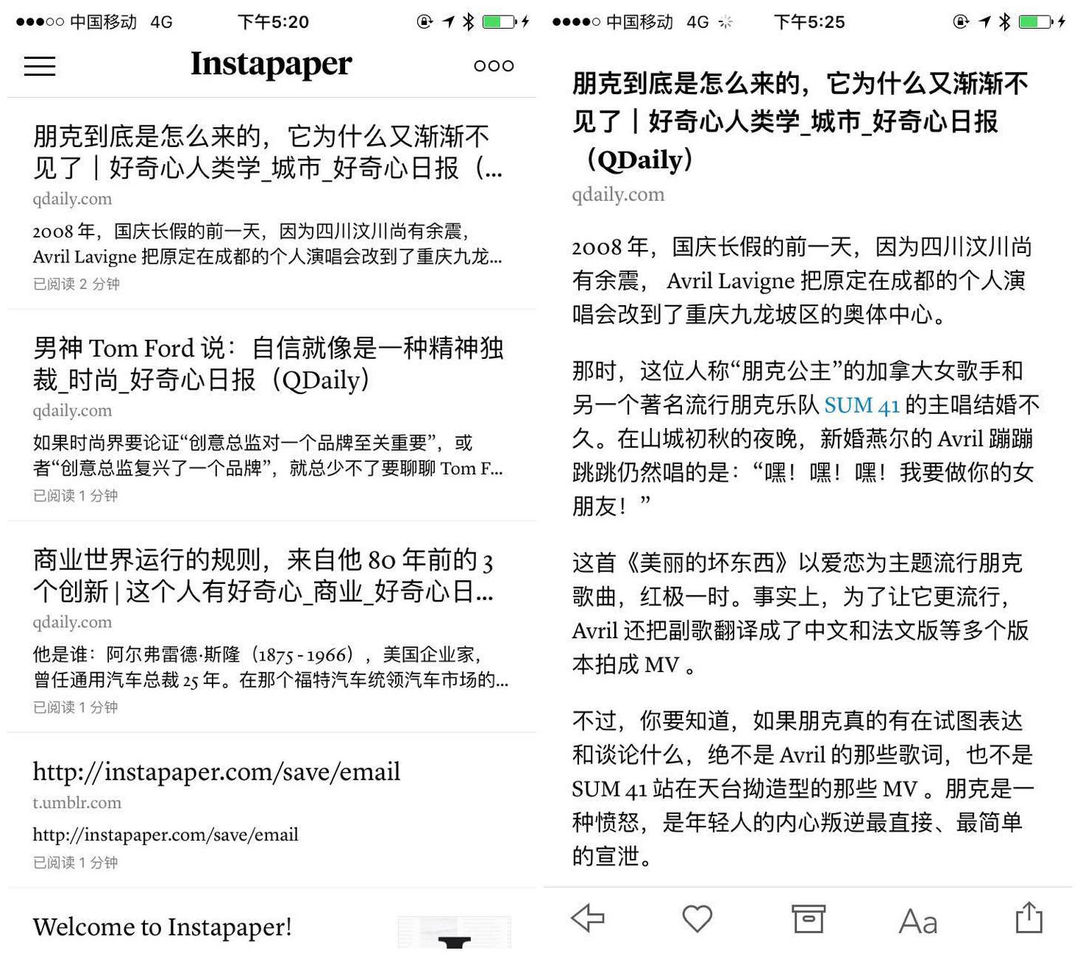 中国移动 4G 下午5:20
Instapaper
朋克到底是怎么来的，它为什么又渐渐不
见了｜好奇心人类学_城市_好奇心日报（...
qdaily.com
2008 年，国庆长假的前一天，因为四川汶川尚有余震，
Avril Lavigne 把原定在成都的个人演唱会改到了重庆九龙...
已阅读 2 分钟
男神 Tom Ford 说：自信就像是一种精神独
裁_时尚_好奇心日报（QDaily）
qdaily.com
如果时尚界要论证“创意总监对一个品牌至关重要”，或
者“创意总监复兴了一个品牌”，就总少不了要聊聊 Tom F...
已阅读 1 分钟
商业世界运行的规则，来自他 80 年前的 3
个创新 | 这个人有好奇心_商业_好奇心日...
qdaily.com
他是谁：阿尔弗雷德·斯隆（1875 - 1966），美国企业家，
曾任通用汽车总裁 25 年。在那个福特汽车统领汽车市场的...
已阅读 1 分钟
http://instapaper.com/save/email
t.umblr.com
http://instapaper.com/save/email
已阅读 1 分钟
Welcome to Instapaper!
中国移动 4G 下午5:25
朋克到底是怎么来的，它为什么又渐渐不
见了｜好奇心人类学_城市_好奇心日报
（QDaily）
qdaily.com
2008 年，国庆长假的前一天，因为四川汶川尚
有余震， Avril Lavigne 把原定在成都的个人演
唱会改到了重庆九龙坡区的奥体中心。
那时，这位人称“朋克公主”的加拿大女歌手和
另一个著名流行朋克乐队 SUM 41 的主唱结婚不
久。在山城初秋的夜晚，新婚燕尔的 Avril 蹦蹦
跳跳仍然唱的是：“嘿！嘿！嘿！我要做你的女
朋友！”
这首《美丽的坏东西》以爱恋为主题流行朋克
歌曲，红极一时。事实上，为了让它更流行，
Avril 还把副歌翻译成了中文和法文版等多个版
本拍成 MV 。
不过，你要知道，如果朋克真的有在试图表达
和谈论什么，绝不是 Avril 的那些歌词，也不是
SUM 41 站在天台拗造型的那些 MV 。朋克是一
种愤怒，是年轻人的内心叛逆最直接、最简单
的宣泄。
Aa